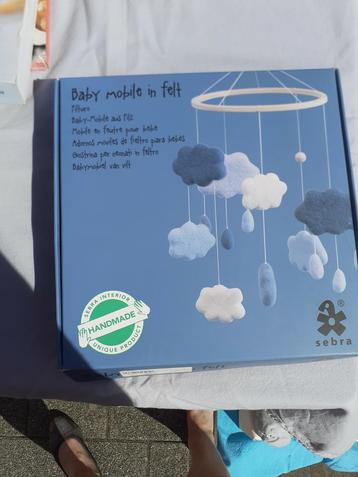 Baby mobile in felt
Filturo
Baby-Mobile aus Filz
Mobile en feutre pour bébé
Adornos moviles de fieltro para bebés
Giostrina per neonati in feltro
Babymobiel van vilt
SEBRA INTERIOR
HANDMADE
UNIQUE PRODUCT
sebra